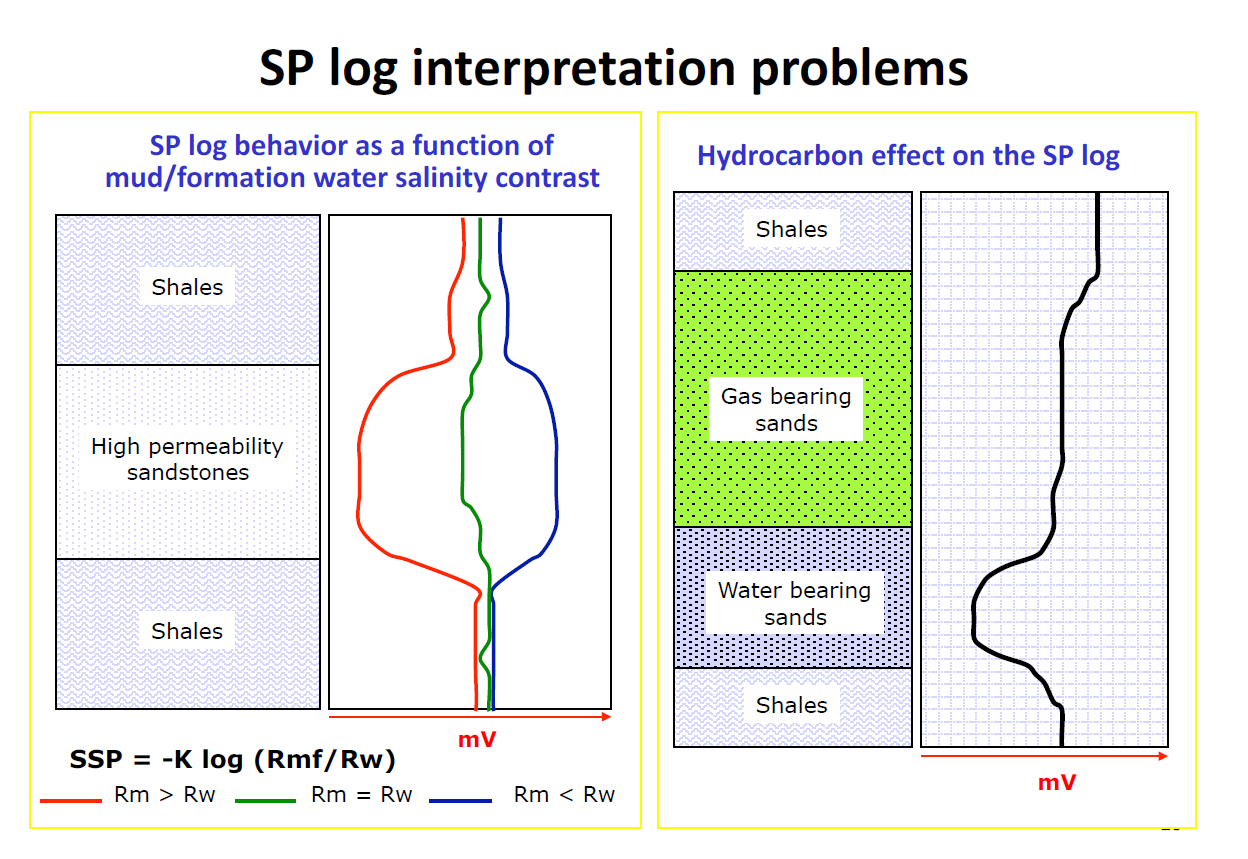 SP log interpretation problems
SP log behavior as a function of
mud/formation water salinity contrast
Shales
High permeability
sandstones
Shales
mV
SSP = -K log (Rmf/Rw)
Rm > Rw
Rm = Rw
Rm < Rw
Hydrocarbon effect on the SP log
Shales
Gas bearing
sands
Water bearing
sands
Shales
mV